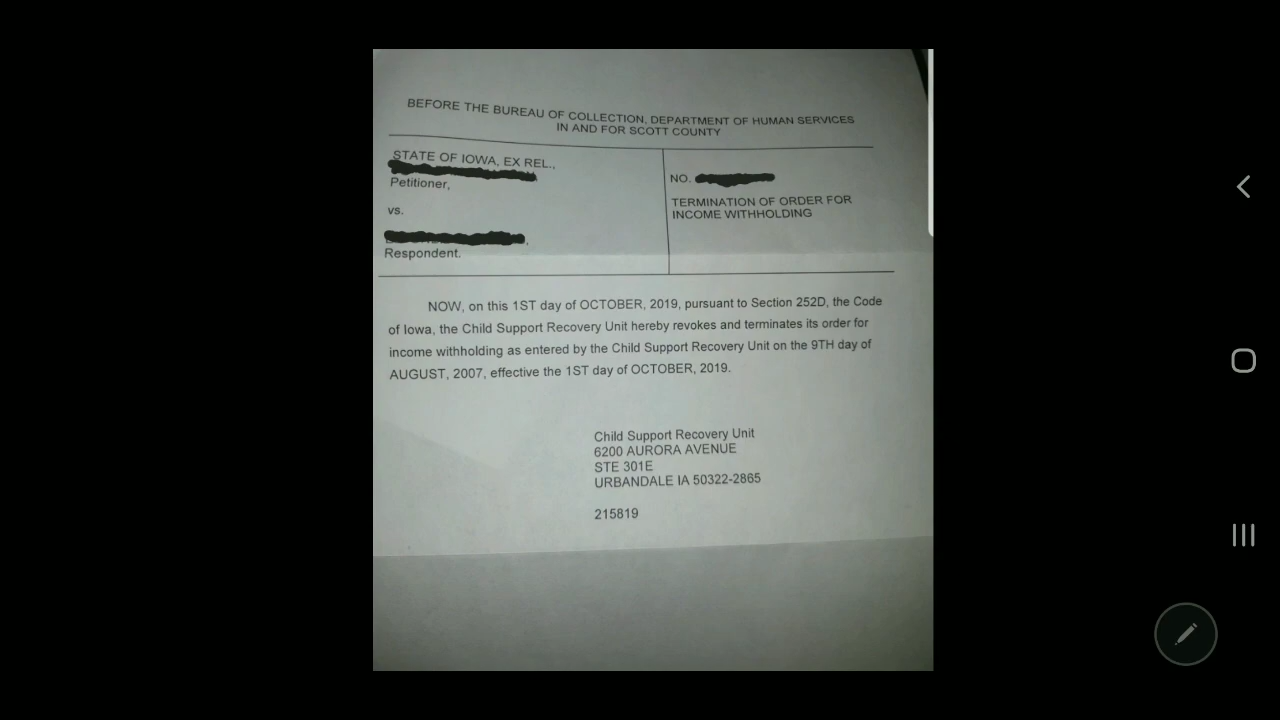 BEFORE THE BUREAU OF COLLECTION, DEPARTMENT OF HUMAN SERVICES
IN AND FOR SCOTT COUNTY
STATE OF IOWA, EX REL.,
Petitioner,
vs.
,
Respondent.
NO.
TERMINATION OF ORDER FOR
INCOME WITHHOLDING
NOW, on this 1ST day of OCTOBER, 2019, pursuant to Section 252D, the Code
of Iowa, the Child Support Recovery Unit hereby revokes and terminates its order for
income withholding as entered by the Child Support Recovery Unit on the 9TH day of
AUGUST, 2007, effective the 1ST day of OCTOBER, 2019.
Child Support Recovery Unit
6200 AURORA AVENUE
STE 301E
URBANDALE IA 50322-2865
215819